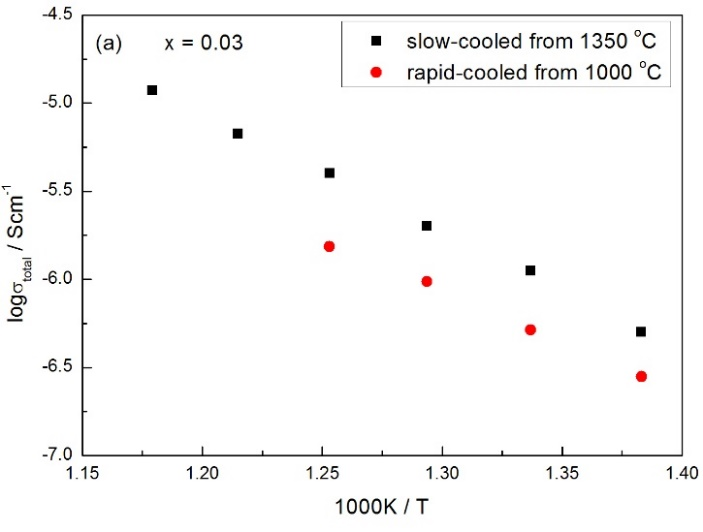 (a) x = 0.03
slow-cooled from 1350 °C
rapid-cooled from 1000 °C
-4.5
-5.0
-5.5
-6.0
-6.5
-7.0
logσtotal / Scm-1
1.15 1.20 1.25 1.30 1.35 1.40
1000K / T